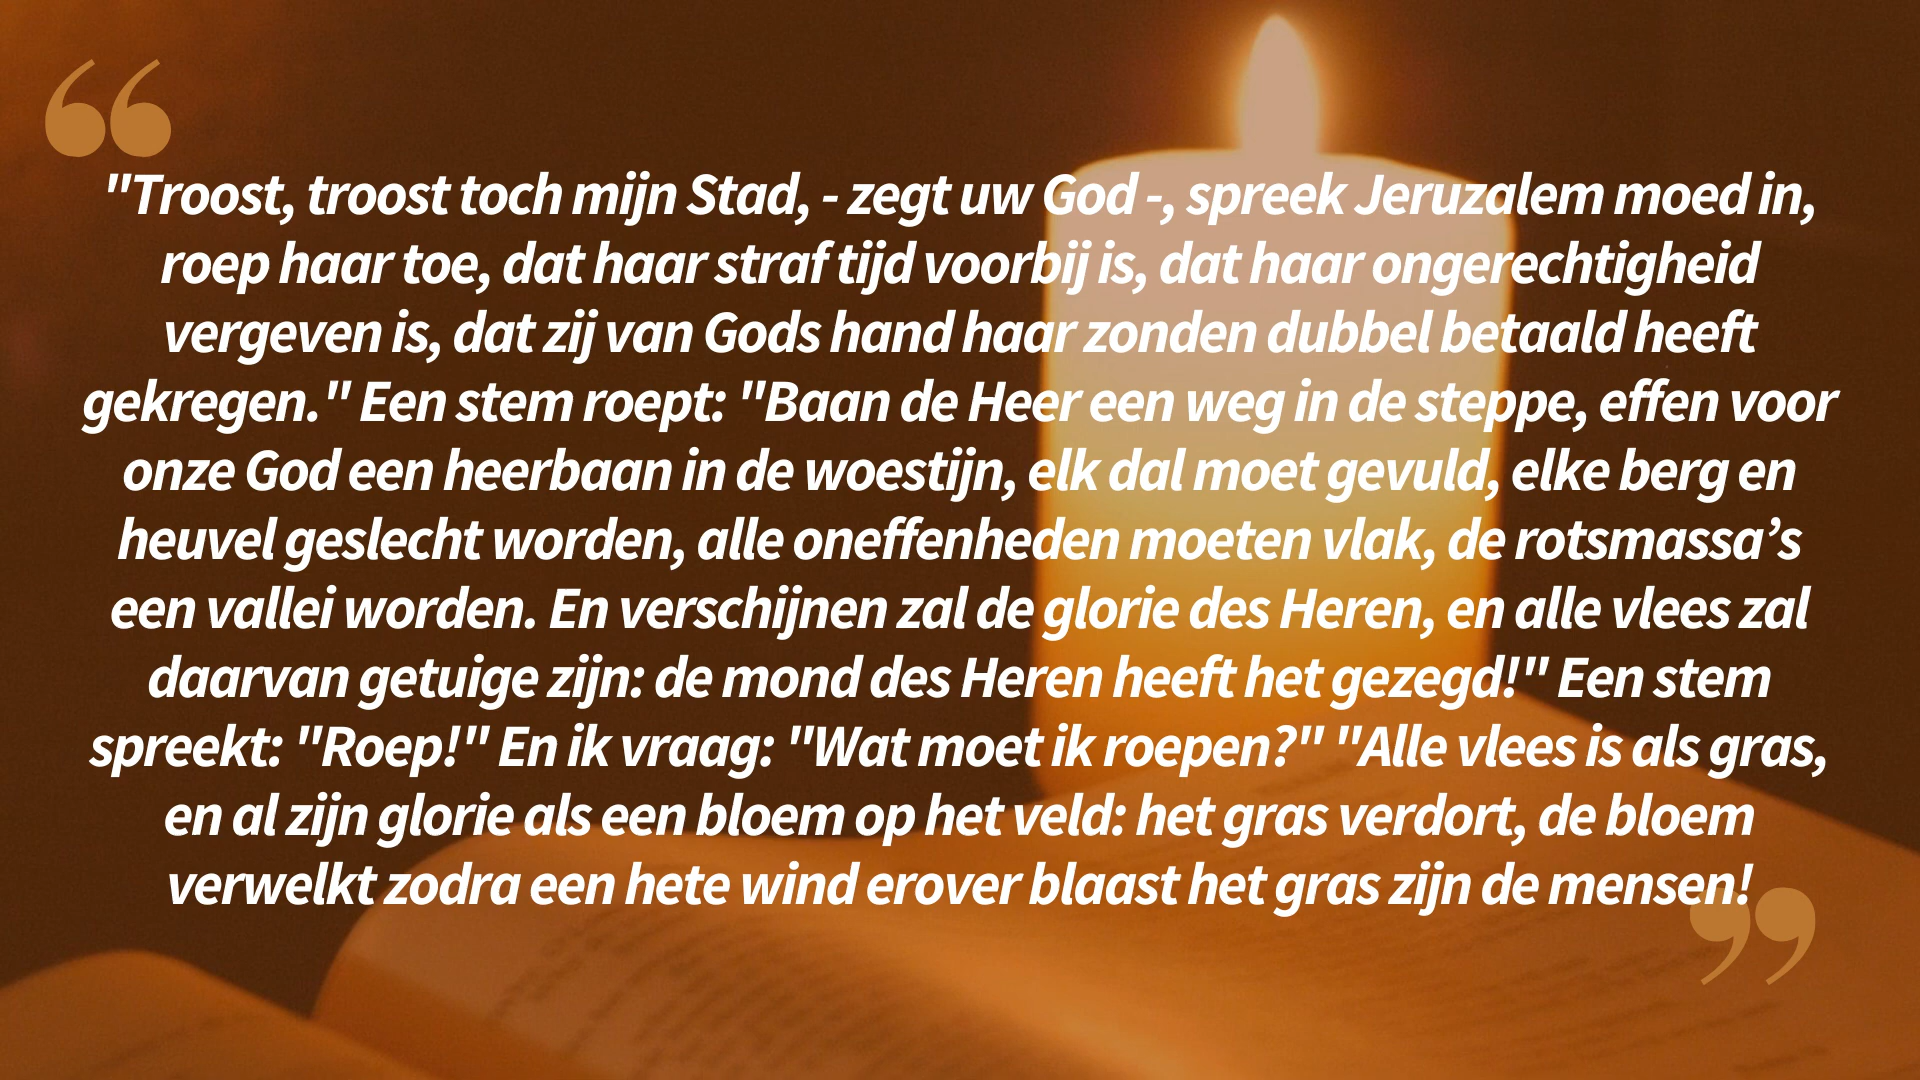 "Troost, troost toch mijn Stad, - zegt uw God -, spreek Jeruzalem moed in,
roep haar toe, dat haar straf tijd voorbij is, dat haar ongerechtigheid
vergeven is, dat zij van Gods hand haar zonden dubbel betaald heeft
gekregen." Een stem roept: "Baan de Heer een weg in de steppe, effen voor
onze God een heerbaan in de woestijn, elk dal moet gevuld, elke berg en
heuvel geslecht worden, alle oneffenheden moeten vlak, de rotsmassa’s
een vallei worden. En verschijnen zal de glorie des Heren, en alle vlees zal
daarvan getuige zijn: de mond des Heren heeft het gezegd!" Een stem
spreekt: "Roep!" En ik vraag: "Wat moet ik roepen?" "Alle vlees is als gras,
en al zijn glorie als een bloem op het veld: het gras verdort, de bloem
verwelkt zodra een hete wind erover blaast het gras zijn de mensen!